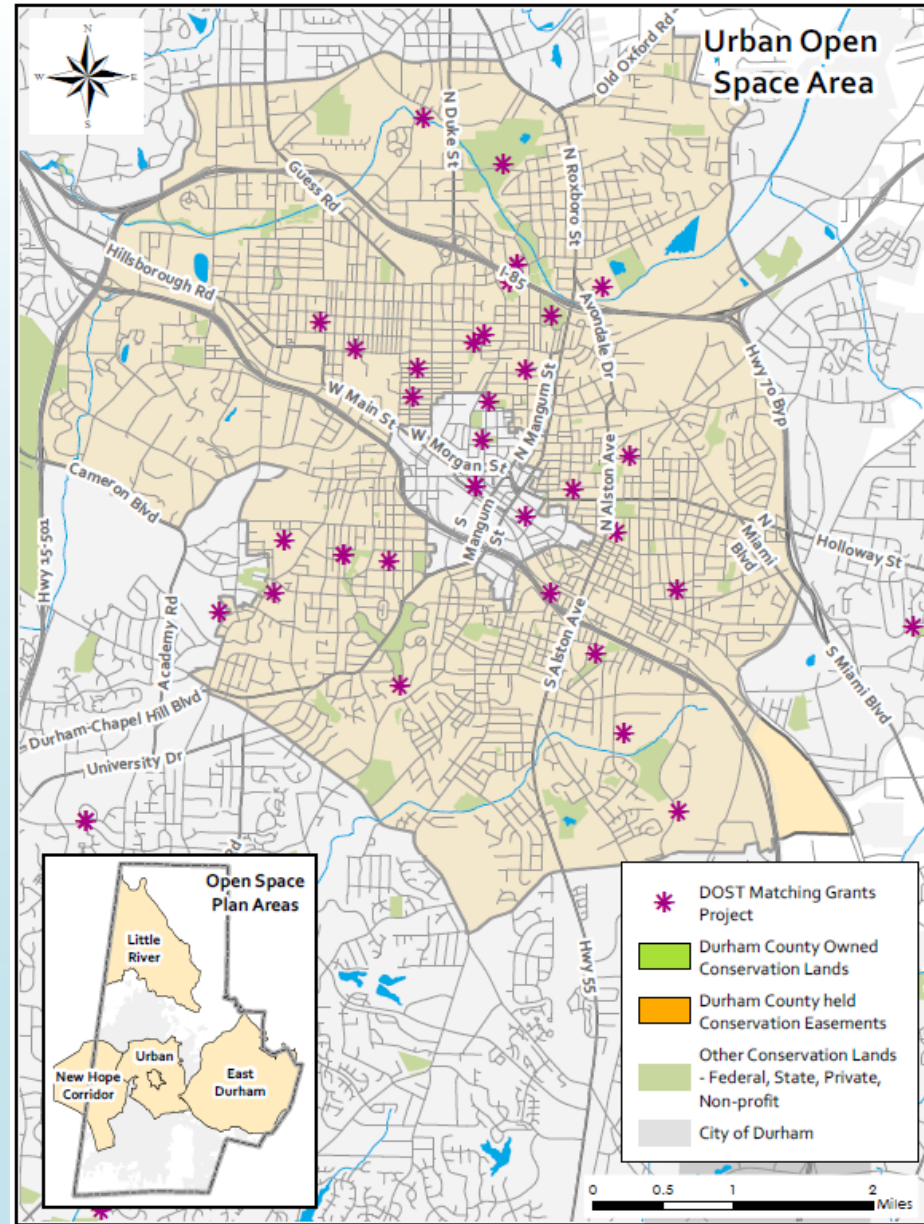 Urban Open
Space Area
N
W
E
S
Old Oxford Rd
N Duke St
N Roxboro St
Guess Rd
I-85
Hillsborough Rd
Avondale Dr
Hwy 70 Byp
W Main St
N Mangum St
W Morgan St
Cameron Blvd
N Alston Ave
S
S Mangum St
N Miami Blvd
Holloway St
Hwy 15-501
Academy Rd
S Alston Ave
S Miami Blvd
Durham-Chapel Hill Blvd
University Dr
Rd
Hwy 55
Open Space
Plan Areas
Little
River
Urban
New Hope
Corridor
East
Durham
DOST Matching Grants
Project
Durham County Owned
Conservation Lands
Durham County held
Conservation Easements
Other Conservation Lands
- Federal, State, Private,
Non-profit
City of Durham
0 0.5 1 2
Miles